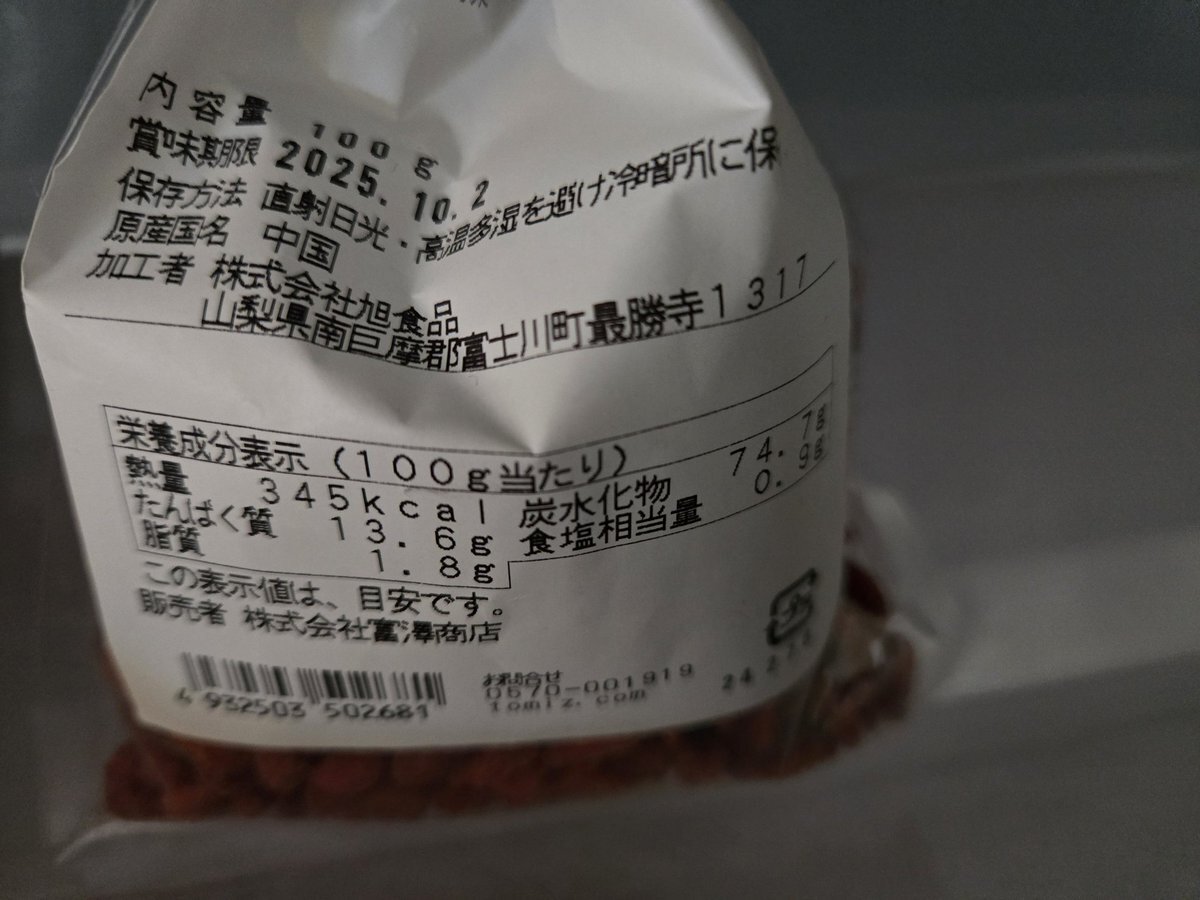 内容量 100g
賞味期限 2025.10.2
保存方法 直射日光・高温多湿を避け冷暗所に保
原産国名 中国
加工者 株式会社旭食品
山梨県南巨摩郡富士川町最勝寺1317
栄養成分表示(100g当たり)
熱量 345kcal 炭水化物 74.7g
たんぱく質 13.6g 食塩相当量 0.9g
脂質 1.8g
この表示値は、目安です。
販売者 株式会社富澤商店
お問合せ
0570-001919
tomiz.com
4 932503 502681
プラ